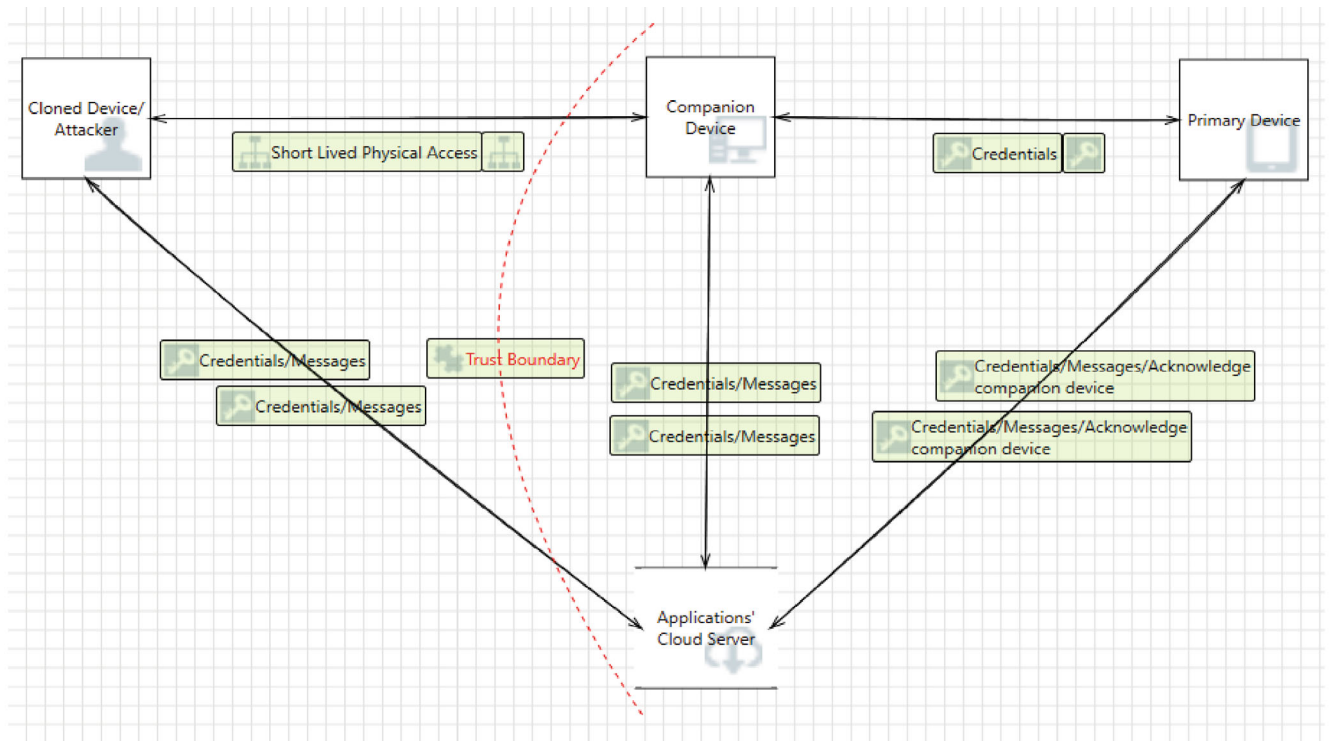 Cloned Device/
Attacker
Companion
Device
Primary Device
Short Lived Physical Access
Credentials
Credentials/Messages
Credentials/Messages
Trust Boundary
Credentials/Messages
Credentials/Messages
Credentials/Messages/Acknowledge
companion device
Credentials/Messages/Acknowledge
companion device
Applications'
Cloud Server